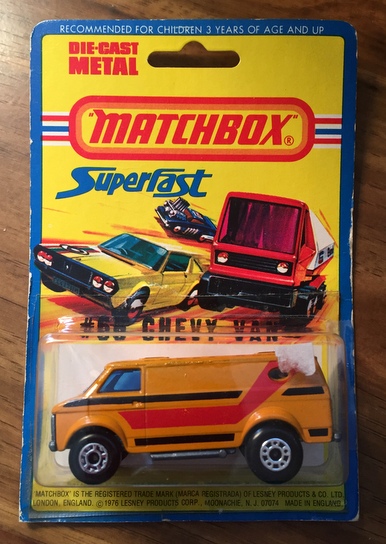 RECOMMENDED FOR CHILDREN 3 YEARS OF AGE AND UP
DIE-CAST
METAL
"MATCHBOX"®
Superfast
#68 CHEVY VAN
MATCHBOX IS THE REGISTERED TRADE MARK (MARCA REGISTRADA) OF LESNEY PRODUCTS & CO. LTD.
LONDON, ENGLAND. ©1976 LESNEY PRODUCTS CORP., MOONACHIE, N. J. 07074 MADE IN ENGLAND.